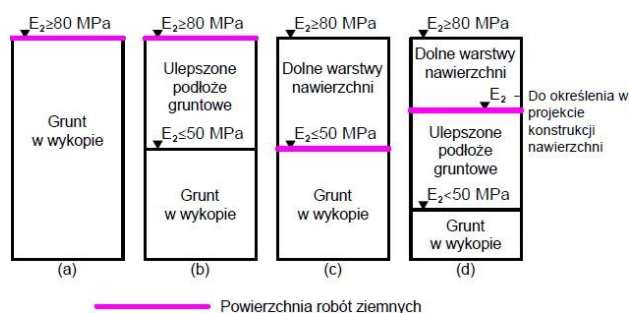 E₂≥80 MPa
Grunt
w wykopie
(a)
E₂≥80 MPa
Ulepszone
podłoże
gruntowe
E₂≤50 MPa
Grunt
w wykopie
(b)
E₂≥80 MPa
Dolne warstwy
nawierzchni
E₂≤50 MPa
Grunt
w wykopie
(c)
E₂≥80 MPa
Dolne warstwy
nawierzchni
E₂ - Do określenia w
projekcie
konstrukcji
nawierzchni
Ulepszone
podłoże
gruntowe
E₂<50 MPa
Grunt
w wykopie
(d)
Powierzchnia robót ziemnych